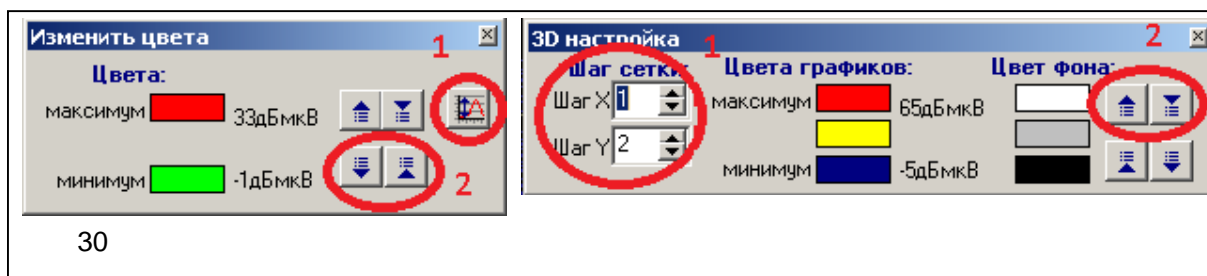 Изменить цвета
1
Цвета:
максимум 33дБмкВ
минимум -1дБмкВ
2
3D настройка
1
2
Шаг сетки: Цвета графиков: Цвет фона:
Шаг X 1 максимум 65дБмкВ
Шаг Y 2
минимум -5дБмкВ
30